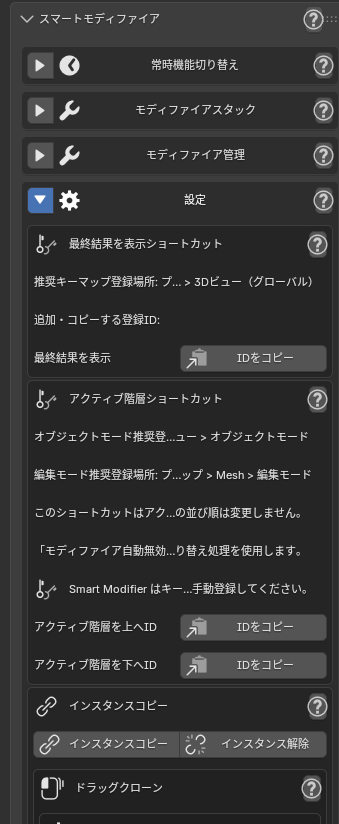 スマートモディファイア
常時機能切り替え
モディファイアスタック
モディファイア管理
設定
最終結果を表示ショートカット
推奨キーマップ登録場所: プ... > 3Dビュー（グローバル）
追加・コピーする登録ID:
最終結果を表示 IDをコピー
アクティブ階層ショートカット
オブジェクトモード推奨登...ュー > オブジェクトモード
編集モード推奨登録場所: プ...ップ > Mesh > 編集モード
このショートカットはアク...の並び順は変更しません。
「モディファイア自動無効...り替え処理を使用します。
Smart Modifier はキー...手動登録してください。
アクティブ階層を上へID IDをコピー
アクティブ階層を下へID IDをコピー
インスタンスコピー
インスタンスコピー インスタンス解除
ドラッグクローン